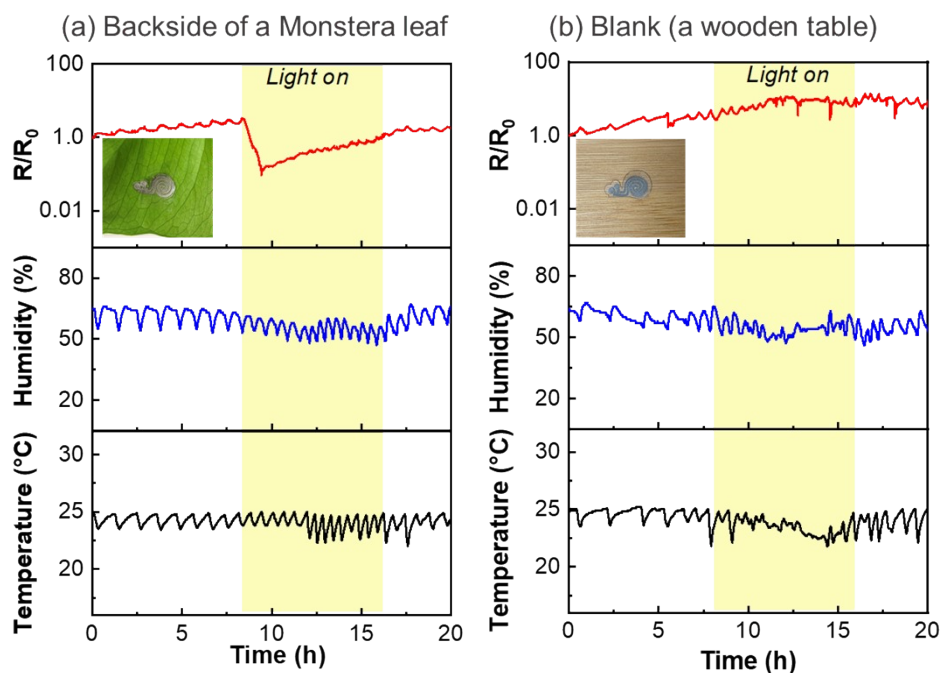 (a) Backside of a Monstera leaf
100
1.0
0.01
R/R₀
Light on
80
50
20
Humidity (%)
30
25
20
Temperature (°C)
0 5 10 15 20
Time (h)
(b) Blank (a wooden table)
100
1.0
0.01
R/R₀
Light on
80
50
20
Humidity (%)
30
25
20
Temperature (°C)
0 5 10 15 20
Time (h)